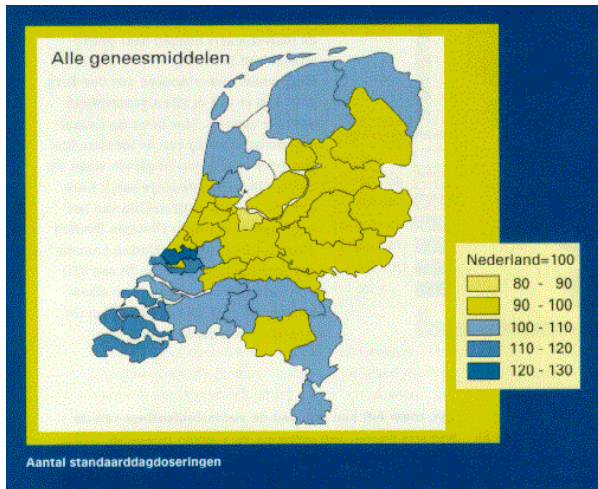 Alle geneesmiddelen
Nederland=100
80 - 90
90 - 100
100 - 110
110 - 120
120 - 130
Aantal standaarddagdoseringen